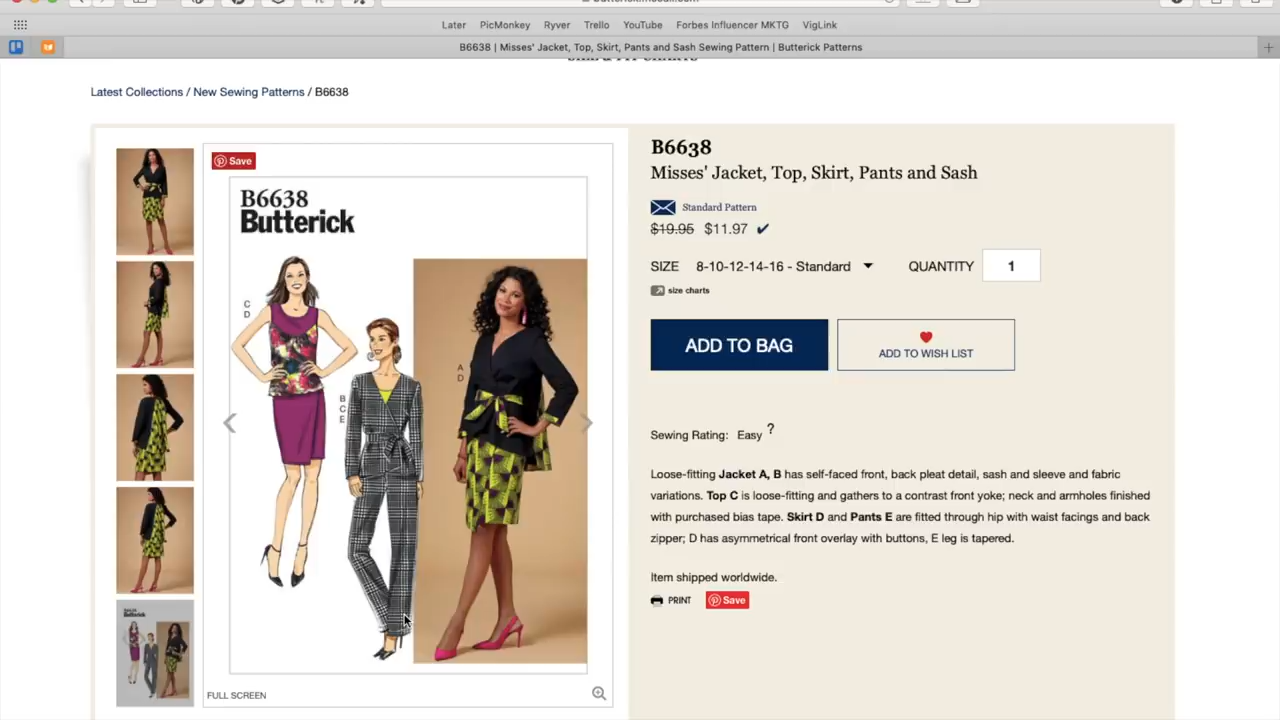 Later PicMonkey Ryver Trello YouTube Forbes Influencer MKTG VigLink
B6638 | Misses' Jacket, Top, Skirt, Pants and Sash Sewing Pattern | Butterick Patterns
Latest Collections / New Sewing Patterns / B6638
Save
B6638
Butterick
C
D
B
C
E
A
D
FULL SCREEN
B6638
Misses' Jacket, Top, Skirt, Pants and Sash
Standard Pattern
$19.95 $11.97 ✔
SIZE 8-10-12-14-16 - Standard QUANTITY 1
size charts
ADD TO BAG
ADD TO WISH LIST
Sewing Rating: Easy ?
Loose-fitting Jacket A, B has self-faced front, back pleat detail, sash and sleeve and fabric
variations. Top C is loose-fitting and gathers to a contrast front yoke; neck and armholes finished
with purchased bias tape. Skirt D and Pants E are fitted through hip with waist facings and back
zipper; D has asymmetrical front overlay with buttons, E leg is tapered.
Item shipped worldwide.
PRINT Save